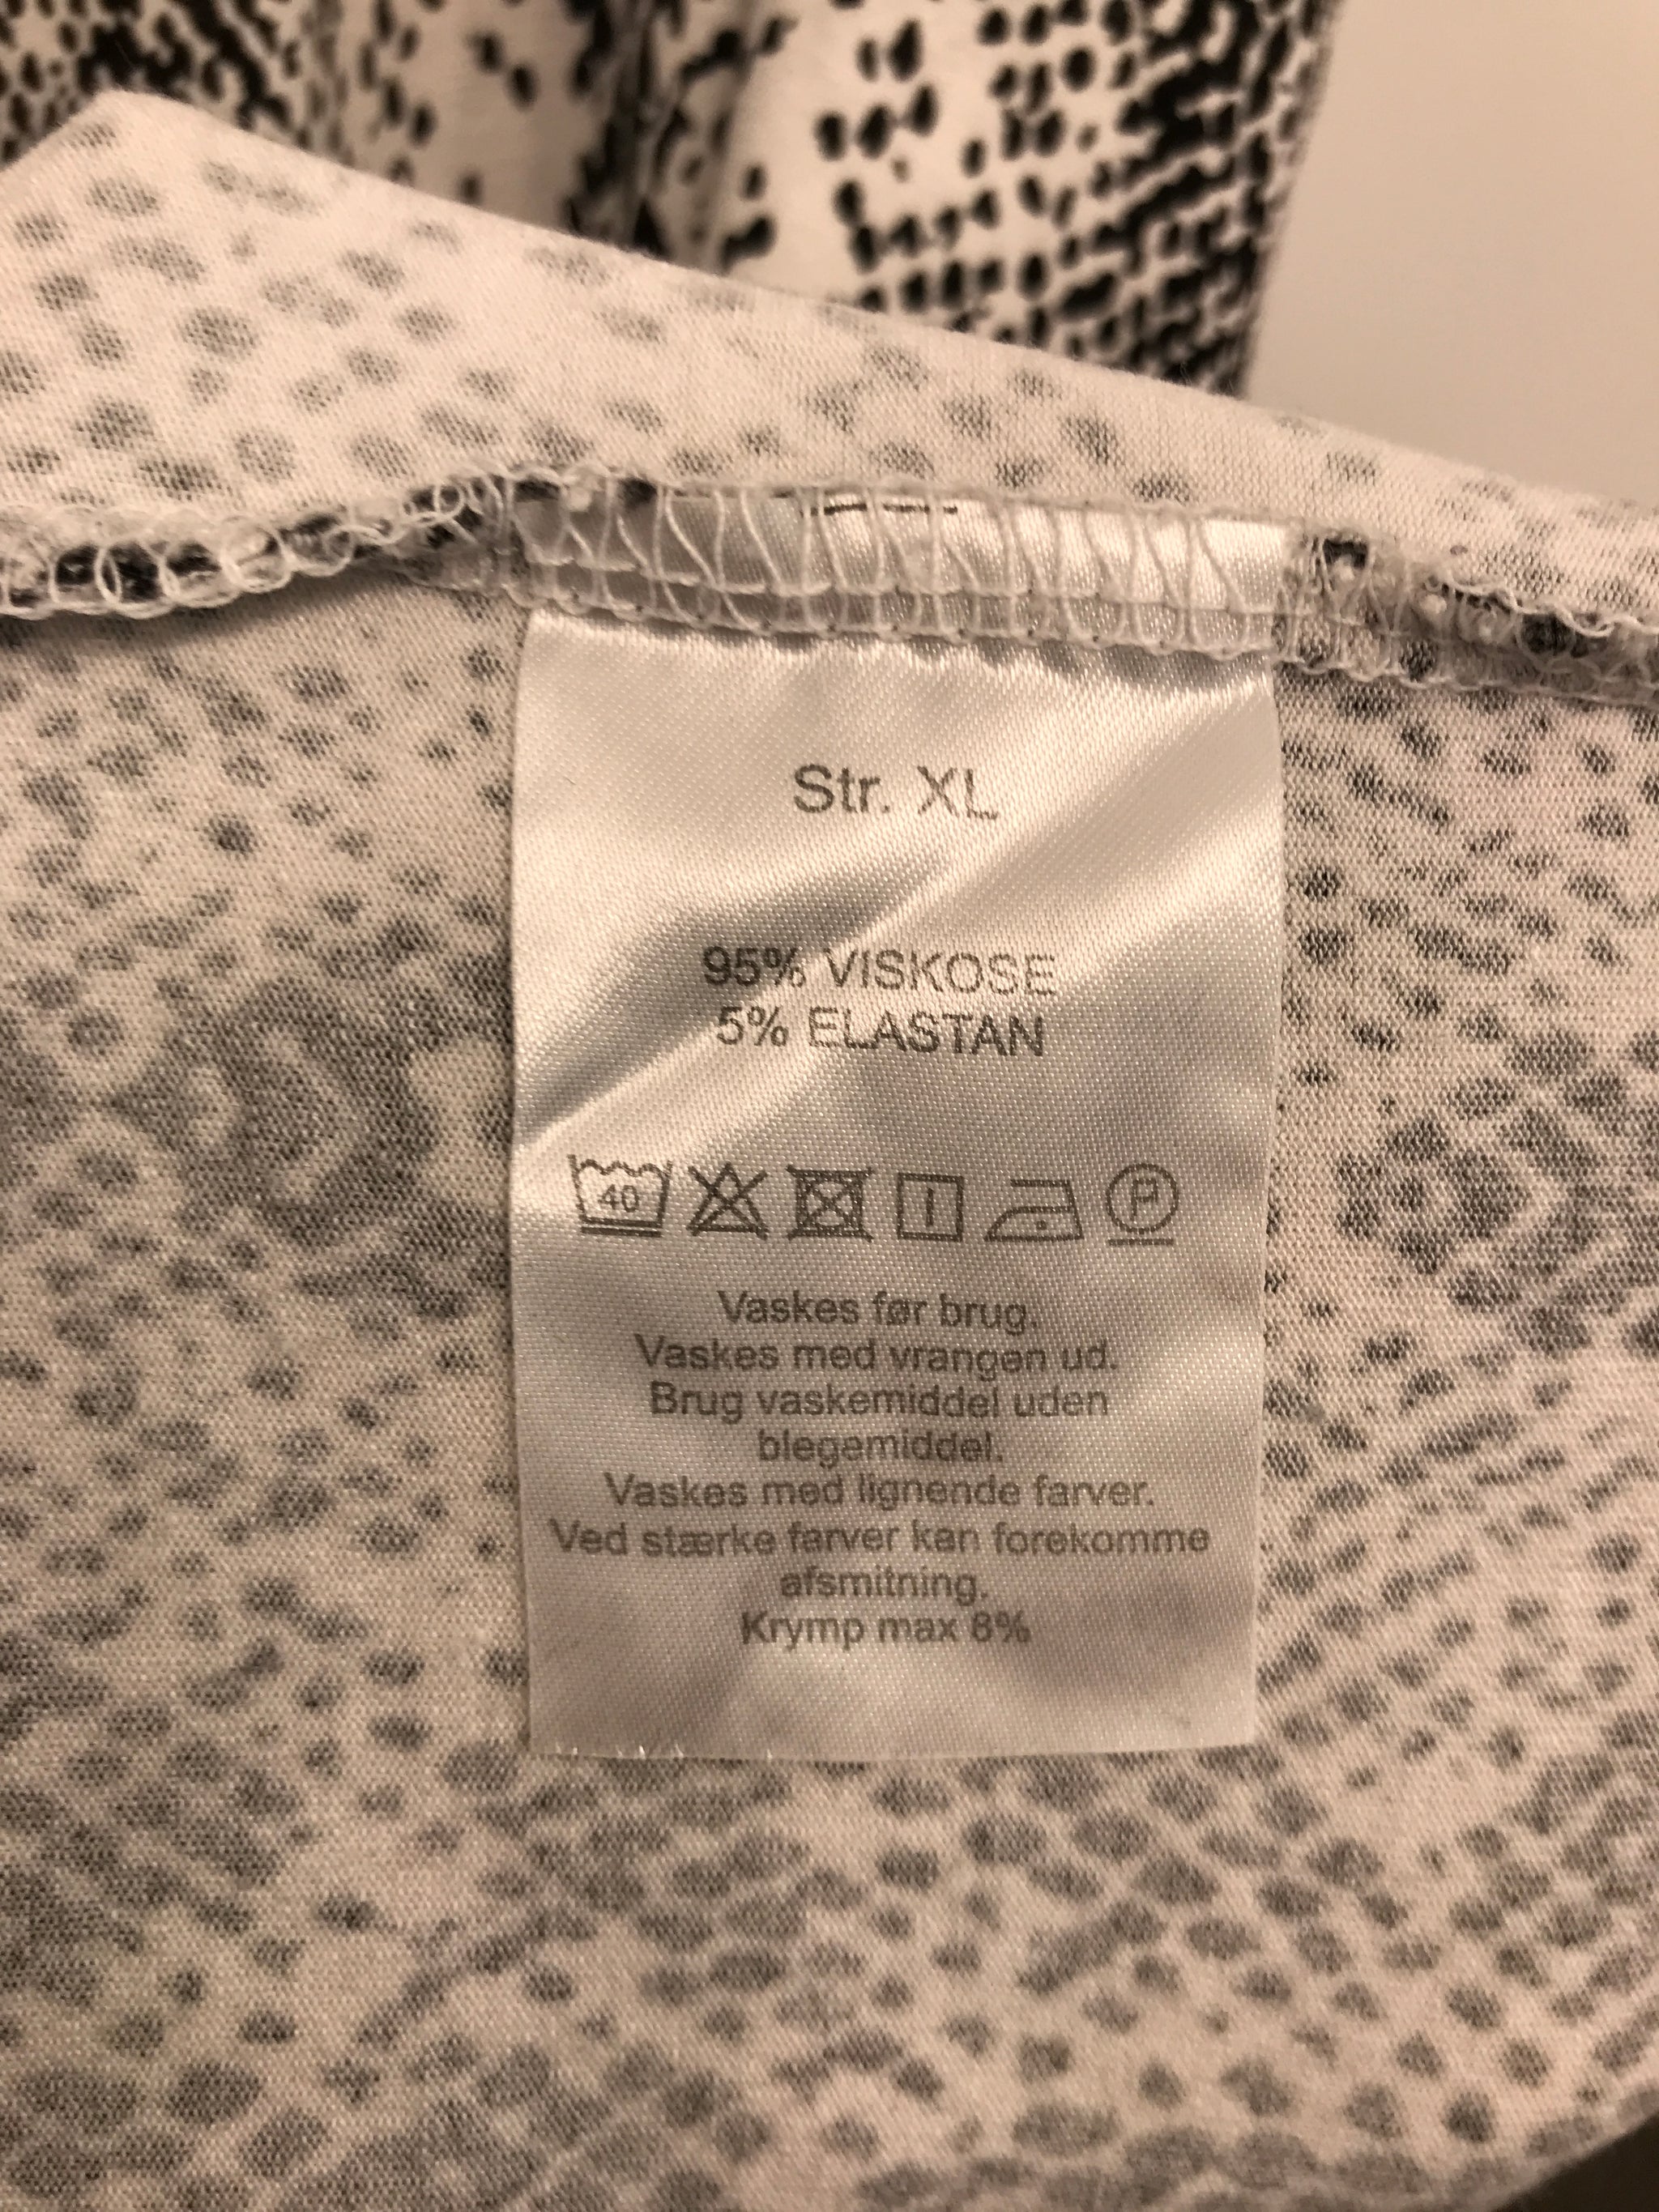 Str. XL
95% VISKOSE
5% ELASTAN
40 P
Vaskes før brug.
Vaskes med vrangen ud.
Brug vaskemiddel uden
blegemiddel.
Vaskes med lignende farver.
Ved stærke farver kan forekomme
afsmitning.
Krymp max 8%